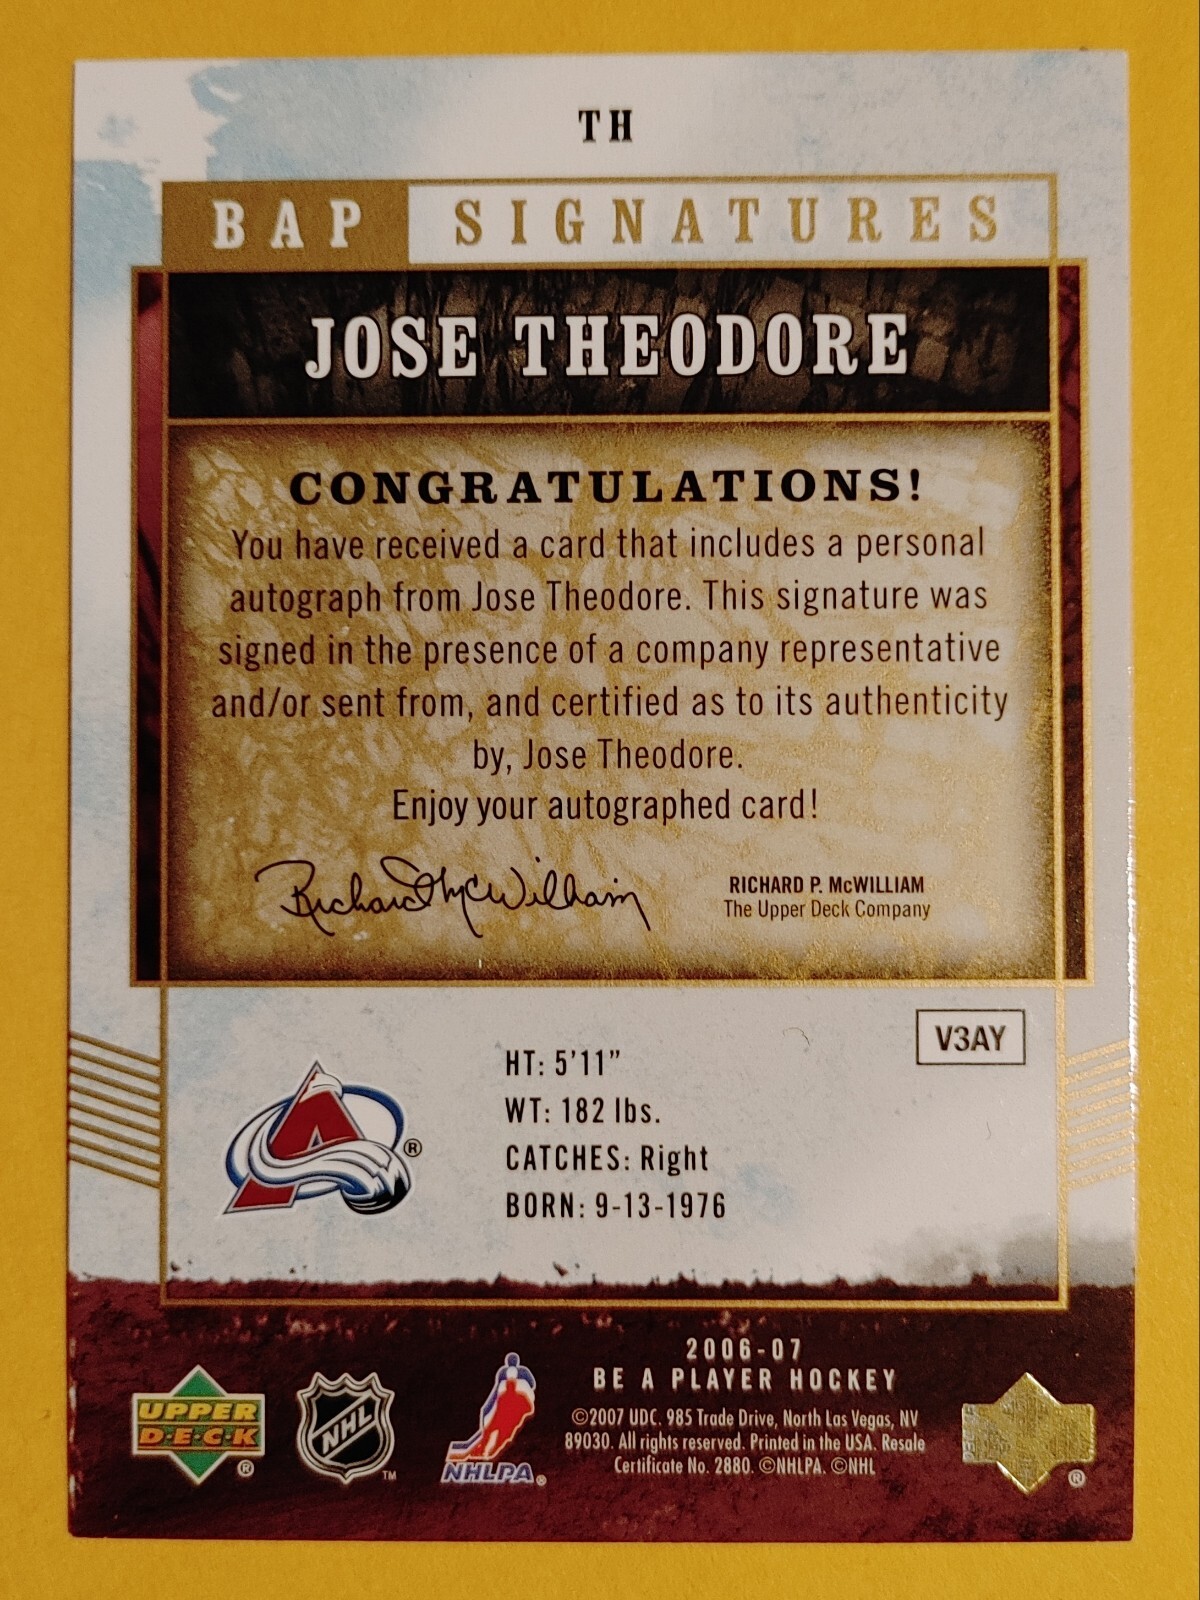 TH
BAP SIGNATURES
JOSE THEODORE
CONGRATULATIONS!
You have received a card that includes a personal
autograph from Jose Theodore. This signature was
signed in the presence of a company representative
and/or sent from, and certified as to its authenticity
by, Jose Theodore.
Enjoy your autographed card!
Richard McWilliam
RICHARD P. McWILLIAM
The Upper Deck Company
V3AY
HT: 5'11"
WT: 182 lbs.
CATCHES: Right
BORN: 9-13-1976
A ®
2006-07
BE A PLAYER HOCKEY
©2007 UDC. 985 Trade Drive, North Las Vegas, NV
89030. All rights reserved. Printed in the USA. Resale
Certificate No. 2880. ©NHLPA. ©NHL
UPPER
D·E·C·K ®
NHL ™
NHLPA ®
®